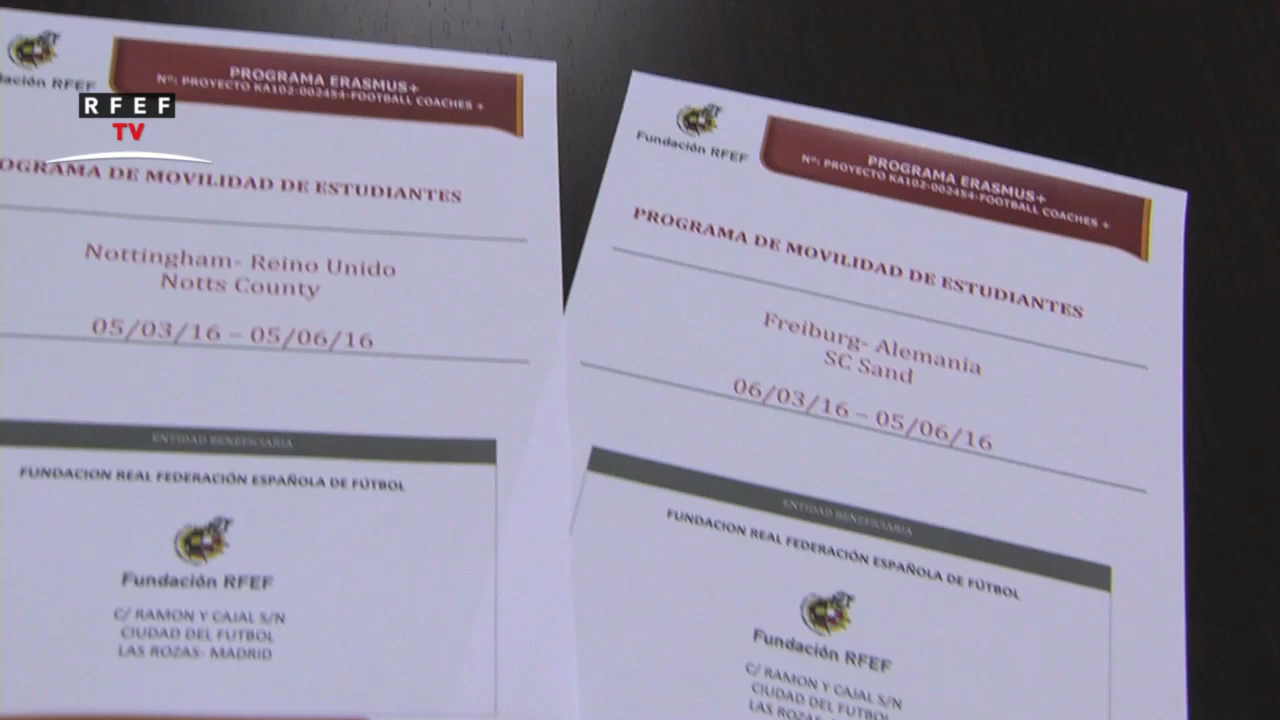 RFEF
TV
Fundación RFEF
PROGRAMA ERASMUS+
Nº: PROYECTO KA102-002454-FOOTBALL COACHES +
OGRAMA DE MOVILIDAD DE ESTUDIANTES
Nottingham- Reino Unido
Notts County
05/03/16 – 05/06/16
ENTIDAD BENEFICIARIA
FUNDACION REAL FEDERACIÓN ESPAÑOLA DE FÚTBOL
Fundación RFEF
C/ RAMON Y CAJAL S/N
CIUDAD DEL FUTBOL
LAS ROZAS- MADRID
Fundación RFEF
PROGRAMA ERASMUS+
Nº: PROYECTO KA102-002454-FOOTBALL COACHES +
PROGRAMA DE MOVILIDAD DE ESTUDIANTES
Freiburg- Alemania
SC Sand
06/03/16 – 05/06/16
ENTIDAD BENEFICIARIA
FUNDACION REAL FEDERACIÓN ESPAÑOLA DE FÚTBOL
Fundación RFEF
C/ RAMON Y CAJAL S/N
CIUDAD DEL FUTBOL
LAS ROZAS-